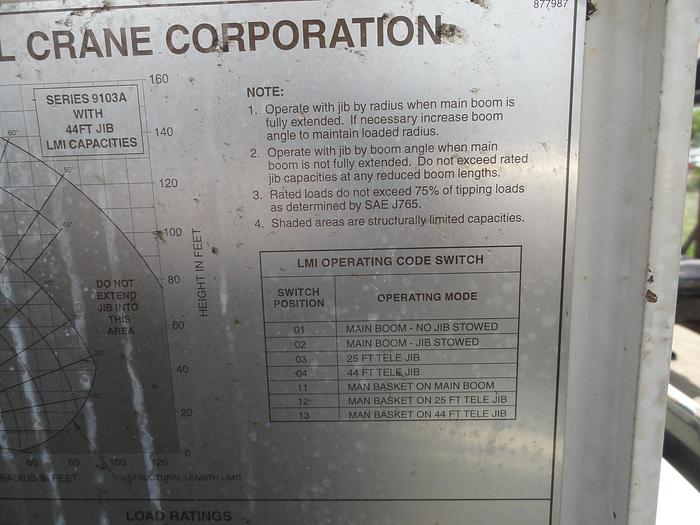 877987
L CRANE CORPORATION
SERIES 9103A
WITH
44FT JIB
LMI CAPACITIES
160
140
120
100
80
60
40
20
0
HEIGHT IN FEET
60°
50°
45°
DO NOT
EXTEND
JIB INTO
THIS
AREA
60 80 100 120
RADIUS IN FEET
STRUCTURAL LENGTH LIMIT
NOTE:
1. Operate with jib by radius when main boom is
fully extended. If necessary increase boom
angle to maintain loaded radius.
2. Operate with jib by boom angle when main
boom is not fully extended. Do not exceed rated
jib capacities at any reduced boom lengths.
3. Rated loads do not exceed 75% of tipping loads
as determined by SAE J765.
4. Shaded areas are structurally limited capacities.
LMI OPERATING CODE SWITCH
SWITCH
POSITION
OPERATING MODE
01 MAIN BOOM - NO JIB STOWED
02 MAIN BOOM - JIB STOWED
03 25 FT TELE JIB
04 44 FT TELE JIB
11 MAN BASKET ON MAIN BOOM
12 MAN BASKET ON 25 FT TELE JIB
13 MAN BASKET ON 44 FT TELE JIB
LOAD RATINGS